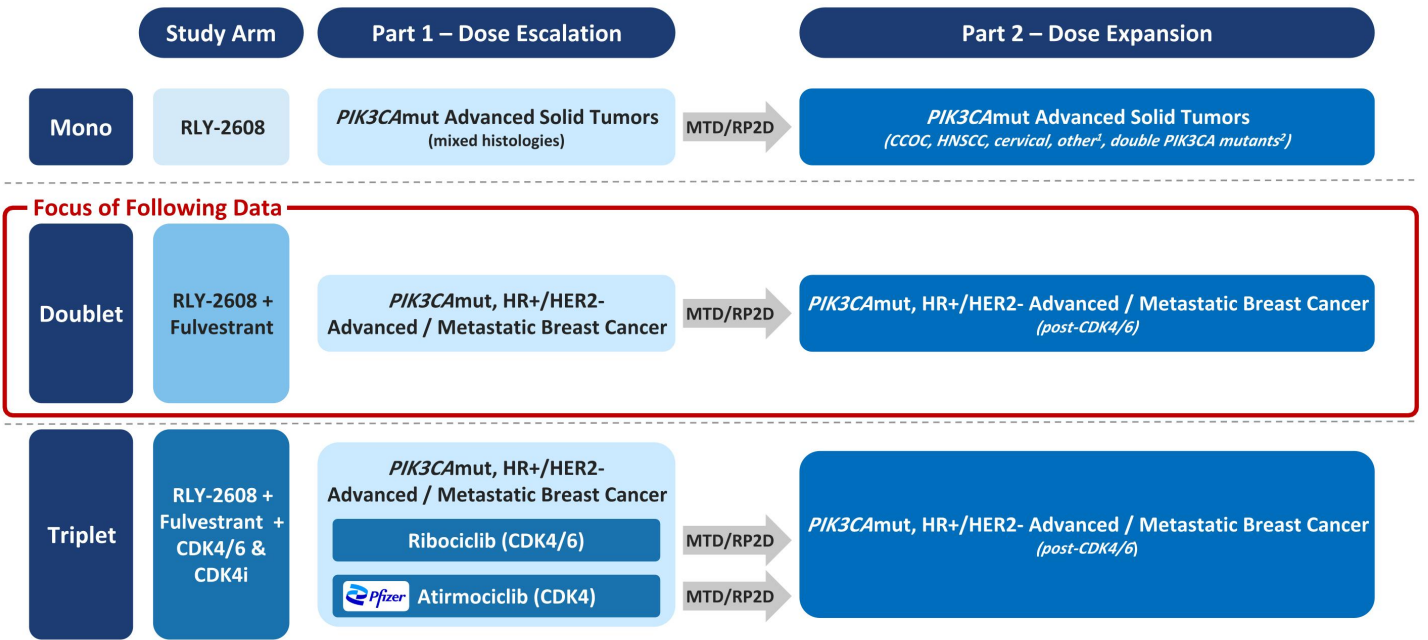 Study Arm
Part 1 – Dose Escalation
Part 2 – Dose Expansion
Mono
RLY-2608
PIK3CAmut Advanced Solid Tumors
(mixed histologies)
MTD/RP2D
PIK3CAmut Advanced Solid Tumors
(CCOC, HNSCC, cervical, other¹, double PIK3CA mutants²)
Focus of Following Data
Doublet
RLY-2608 +
Fulvestrant
PIK3CAmut, HR+/HER2-
Advanced / Metastatic Breast Cancer
MTD/RP2D
PIK3CAmut, HR+/HER2- Advanced / Metastatic Breast Cancer
(post-CDK4/6)
Triplet
RLY-2608 +
Fulvestrant +
CDK4/6 &
CDK4i
PIK3CAmut, HR+/HER2-
Advanced / Metastatic Breast Cancer
Ribociclib (CDK4/6)
MTD/RP2D
Pfizer Atirmociclib (CDK4)
MTD/RP2D
PIK3CAmut, HR+/HER2- Advanced / Metastatic Breast Cancer
(post-CDK4/6)